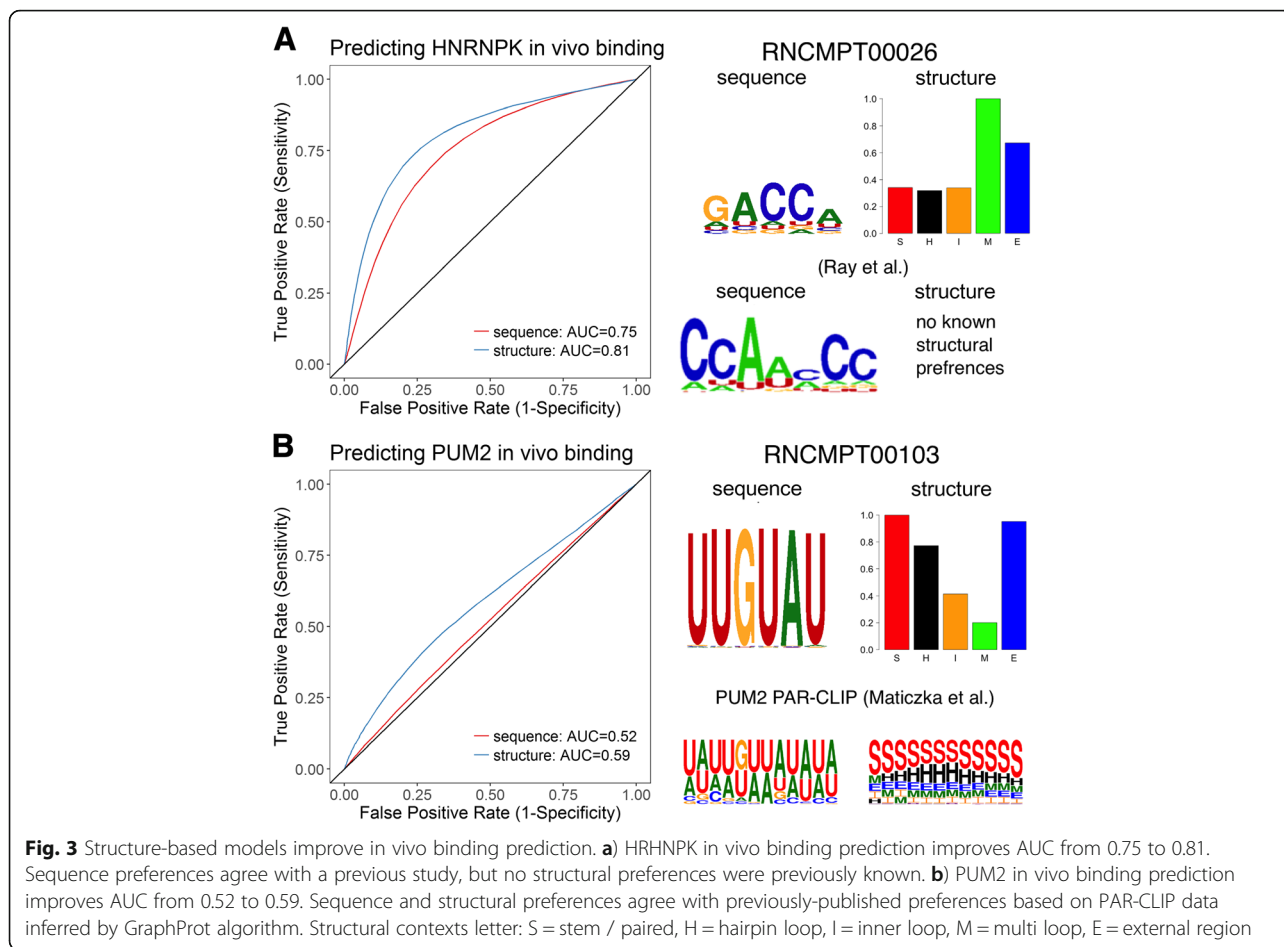 A
Predicting HNRNPK in vivo binding
True Positive Rate (Sensitivity)
1.00
0.75
0.50
0.25
0.00
sequence: AUC=0.75
structure: AUC=0.81
0.00 0.25 0.50 0.75 1.00
False Positive Rate (1-Specificity)
RNCMPT00026
sequence structure
GACCA
1.0
0.8
0.6
0.4
0.2
0.0
S H I M E
(Ray et al.)
sequence structure
CCAACCC
no known
structural
prefrences
B
Predicting PUM2 in vivo binding
True Positive Rate (Sensitivity)
1.00
0.75
0.50
0.25
0.00
sequence: AUC=0.52
structure: AUC=0.59
0.00 0.25 0.50 0.75 1.00
False Positive Rate (1-Specificity)
RNCMPT00103
sequence structure
UUGUAU
1.0
0.8
0.6
0.4
0.2
0.0
S H I M E
PUM2 PAR-CLIP (Maticzka et al.)
UAUUGUUAUAUA
SSSSSSSSSSSS
Fig. 3 Structure-based models improve in vivo binding prediction. a) HRHNPK in vivo binding prediction improves AUC from 0.75 to 0.81.
Sequence preferences agree with a previous study, but no structural preferences were previously known. b) PUM2 in vivo binding prediction
improves AUC from 0.52 to 0.59. Sequence and structural preferences agree with previously-published preferences based on PAR-CLIP data
inferred by GraphProt algorithm. Structural contexts letter: S = stem / paired, H = hairpin loop, I = inner loop, M = multi loop, E = external region